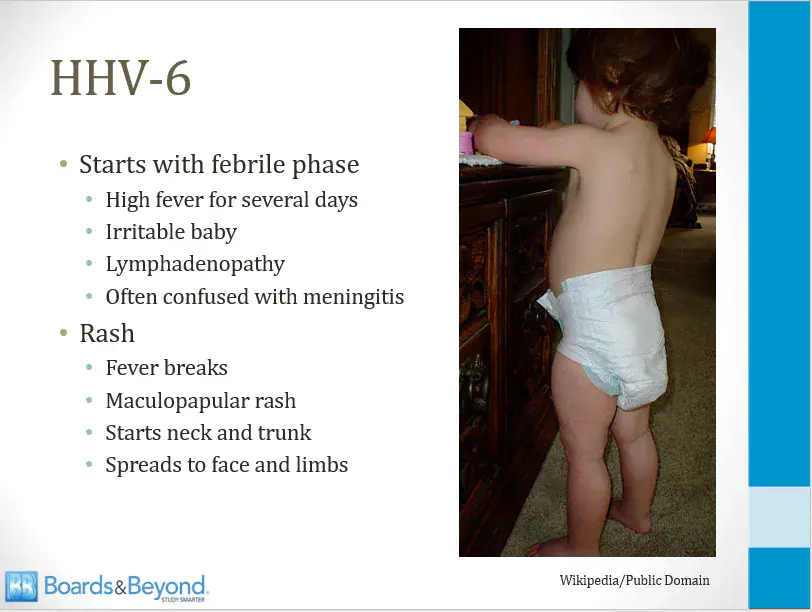 HHV-6
• Starts with febrile phase
• High fever for several days
• Irritable baby
• Lymphadenopathy
• Often confused with meningitis
• Rash
• Fever breaks
• Maculopapular rash
• Starts neck and trunk
• Spreads to face and limbs
BB Boards&Beyond.
STUDY SMARTER
Wikipedia/Public Domain